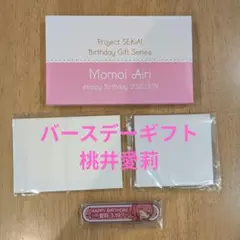 Project SEKAI
Birthday Gift Series
Momoi Airi
Happy Birthday
バースデーギフト
桃井愛莉
HAPPY BIRTHDAY